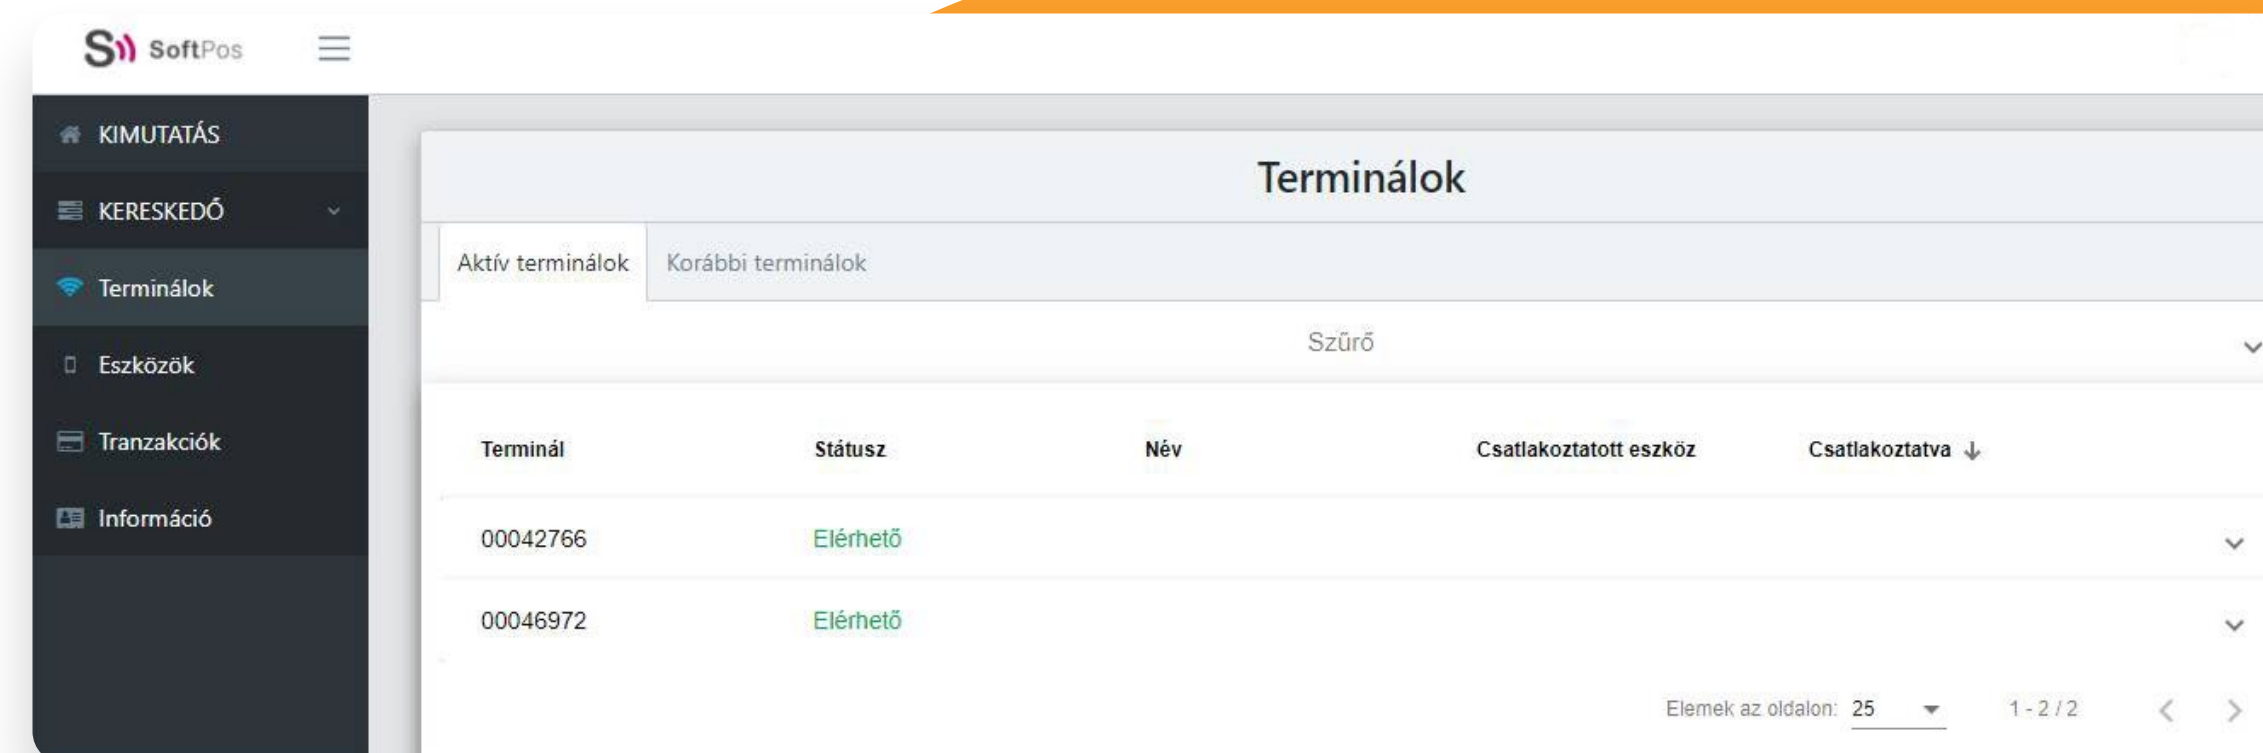 S SoftPos
KIMUTATÁS
KERESKEDŐ
Terminálok
Eszközök
Tranzakciók
Információ
Terminálok
Aktív terminálok Korábbi terminálok
Szűrő
Terminál Státusz Név Csatlakoztatott eszköz Csatlakoztatva
00042766 Elérhető
00046972 Elérhető
Elemek az oldalon: 25 1 - 2 / 2